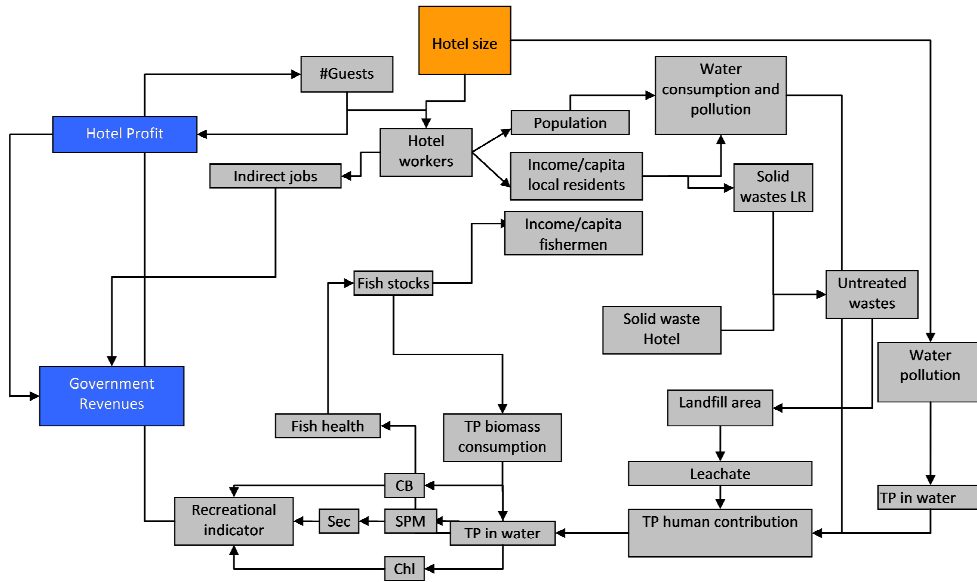 Hotel size
#Guests
Water
consumption and
pollution
Hotel Profit
Population
Hotel
workers
Indirect jobs
Income/capita
local residents
Solid
wastes LR
Income/capita
fishermen
Fish stocks
Untreated
wastes
Solid waste
Hotel
Water
pollution
Government
Revenues
Landfill area
Fish health
TP biomass
consumption
Leachate
CB
TP in water
Recreational
indicator
Sec
SPM
TP in water
TP human contribution
Chl